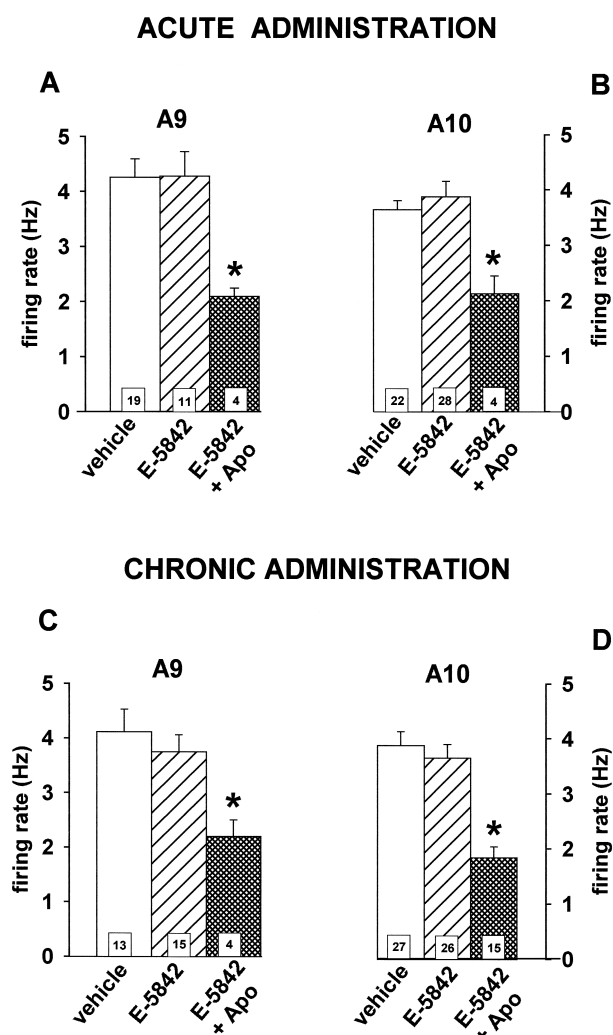 ACUTE ADMINISTRATION
A
B
A9
A10
5
4
3
2
1
0
firing rate (Hz)
19
11
4
vehicle
E-5842
E-5842
+ Apo
22
28
4
vehicle
E-5842
E-5842
+ Apo
5
4
3
2
1
0
firing rate (Hz)
*
*
CHRONIC ADMINISTRATION
C
D
A9
A10
5
4
3
2
1
0
firing rate (Hz)
13
15
4
vehicle
E-5842
E-5842
+ Apo
27
26
15
vehicle
E-5842
E-5842
+ Apo
5
4
3
2
1
0
firing rate (Hz)
*
*